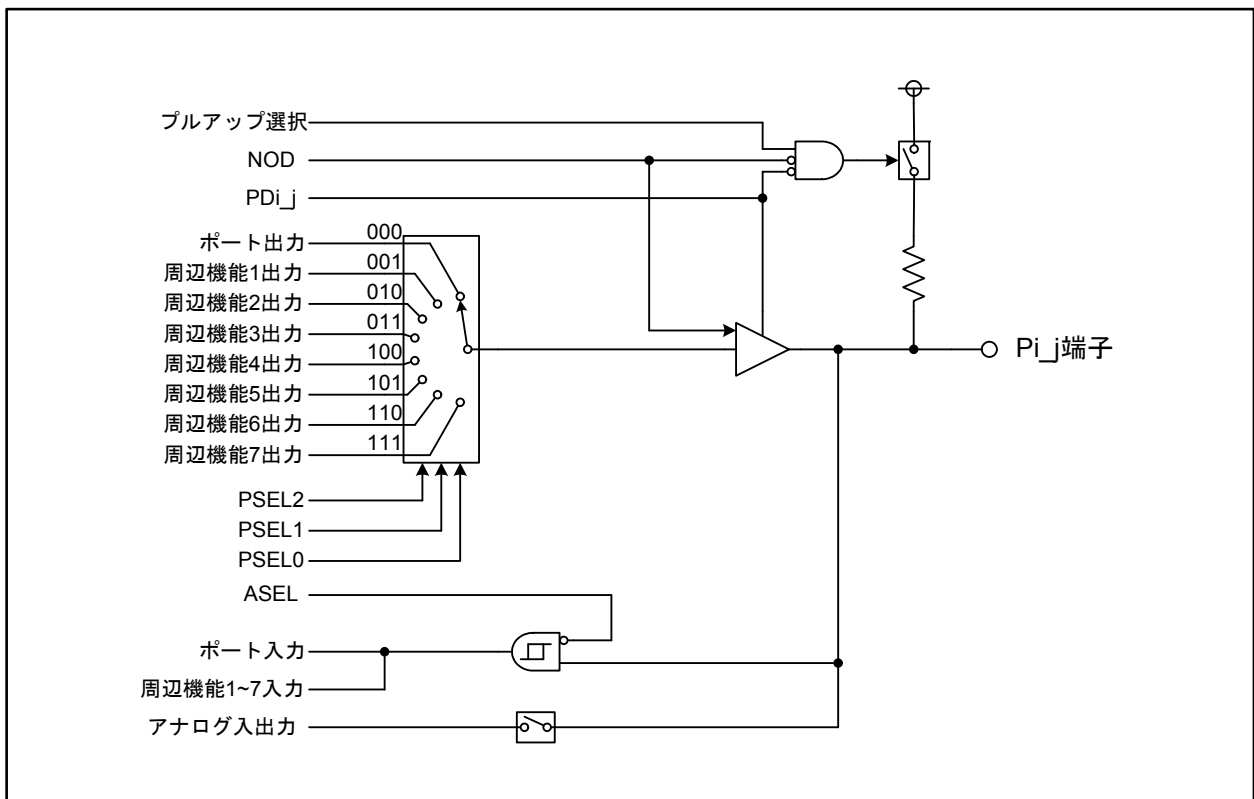 プルアップ選択
NOD
PDi_j
ポート出力 000
周辺機能1出力 001
周辺機能2出力 010
周辺機能3出力 011
周辺機能4出力 100
周辺機能5出力 101
周辺機能6出力 110
周辺機能7出力 111
Pi_j端子
PSEL2
PSEL1
PSEL0
ASEL
ポート入力
周辺機能1~7入力
アナログ入出力